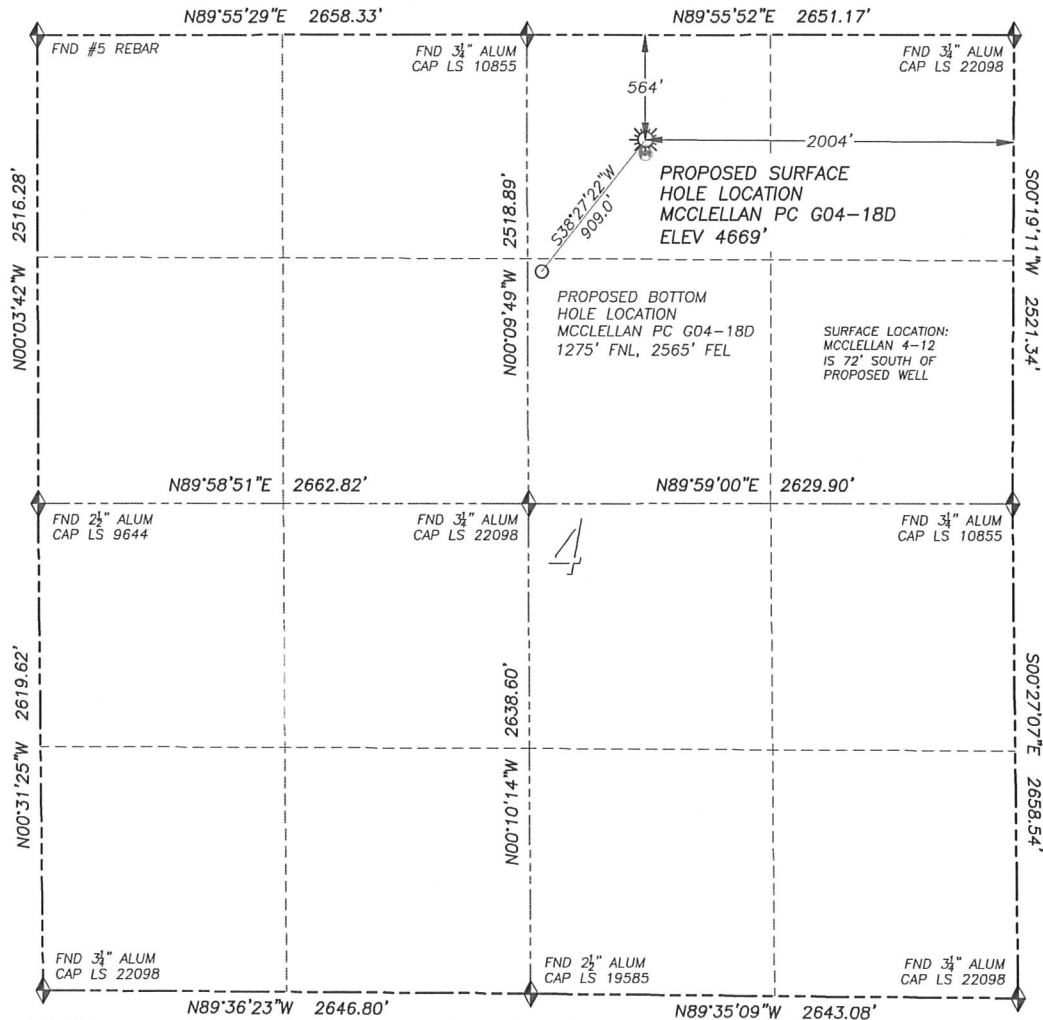 N89°55'29"E 2658.33'
N89°55'52"E 2651.17'
FND #5 REBAR
FND 3¼" ALUM
CAP LS 10855
FND 3¼" ALUM
CAP LS 22098
564'
2004'
PROPOSED SURFACE
HOLE LOCATION
MCCLELLAN PC G04-18D
ELEV 4669'
S38°27'22"W
909.0'
N00°03'42"W 2516.28'
N00°09'49"W 2518.89'
S00°19'11"W 2521.34'
PROPOSED BOTTOM
HOLE LOCATION
MCCLELLAN PC G04-18D
1275' FNL, 2565' FEL
SURFACE LOCATION:
MCCLELLAN 4-12
IS 72' SOUTH OF
PROPOSED WELL
N89°58'51"E 2662.82'
N89°59'00"E 2629.90'
FND 2½" ALUM
CAP LS 9644
FND 3¼" ALUM
CAP LS 22098
FND 3¼" ALUM
CAP LS 10855
4
N00°31'25"W 2619.62'
N00°10'14"W 2638.60'
S00°27'07"E 2658.54'
FND 3¼" ALUM
CAP LS 22098
FND 2½" ALUM
CAP LS 19585
FND 3¼" ALUM
CAP LS 22098
N89°36'23"W 2646.80'
N89°35'09"W 2643.08'